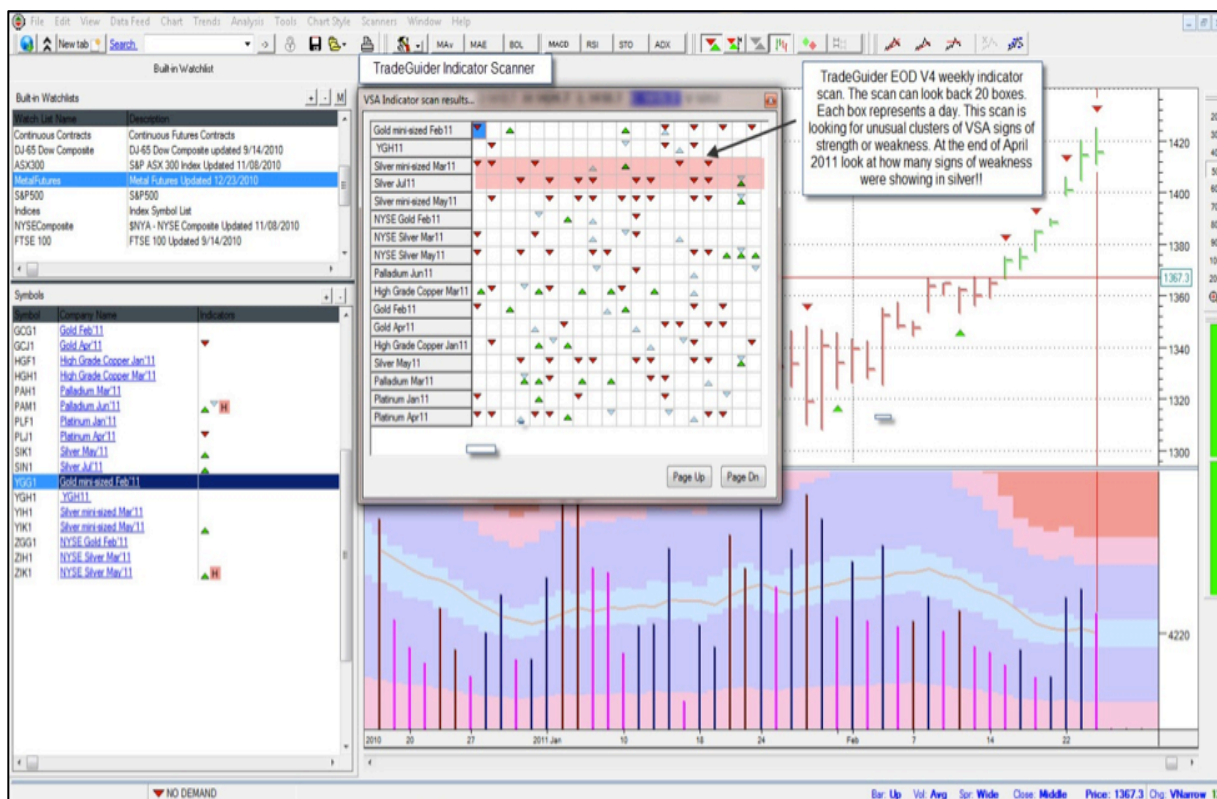 File Edit View Data Feed Chart Trends Analysis Tools Chart Style Scanners Window Help
New tab Search MAv MAE BOL MACD RSI STO ADX
Built-in Watchlist
TradeGuider Indicator Scanner
TradeGuider EOD V4 weekly indicator
scan. The scan can look back 20 boxes.
Each box represents a day. This scan is
looking for unusual clusters of VSA signs of
strength or weakness. At the end of April
2011 look at how many signs of weakness
were showing in silver!!
Built-in Watchlists + - M
Watch List Name Description
Continuous Contracts Continuous Futures Contracts
DJ-65 Dow Composite DJ-65 Dow Composite updated 9/14/2010
ASX300 S&P ASX 300 Index Updated 11/08/2010
MetalFutures Metal Futures Updated 12/23/2010
S&P500 S&P500
Indices Index Symbol List
NYSEComposite $NYA - NYSE Composite Updated 11/08/2010
FTSE 100 FTSE 100 Updated 9/14/2010
Symbols + -
Symbol Company Name Indicators
GCG1 Gold Feb'11
GCJ1 Gold Apr'11
HGF1 High Grade Copper Jan'11
HGH1 High Grade Copper Mar'11
PAH1 Palladium Mar'11
PAM1 Palladium Jun'11 H
PLF1 Platinum Jan'11
PLJ1 Platinum Apr'11
SIK1 Silver May'11
SIN1 Silver Jul'11
YGG1 Gold mini-sized Feb'11
YGH1 YGH11
YIH1 Silver mini-sized Mar'11
YIK1 Silver mini-sized May'11
ZGG1 NYSE Gold Feb'11
ZIH1 NYSE Silver Mar'11
ZIK1 NYSE Silver May'11 H
VSA Indicator scan results...
Gold mini-sized Feb11
YGH11
Silver mini-sized Mar11
Silver Jul11
Silver mini-sized May11
NYSE Gold Feb11
NYSE Silver Mar11
NYSE Silver May11
Palladium Jun11
High Grade Copper Mar11
Gold Feb11
Gold Apr11
High Grade Copper Jan11
Silver May11
Palladium Mar11
Platinum Jan11
Platinum Apr11
Page Up Page Dn
1420
1400
1380
1367.3
1360
1340
1320
1300
4220
2010 20 27 2011 Jan 10 18 24 Feb 7 14 22
NO DEMAND
Bar: Up Vol: Avg Spr: Wide Close: Middle Price: 1367.3 Chg: VNarrow